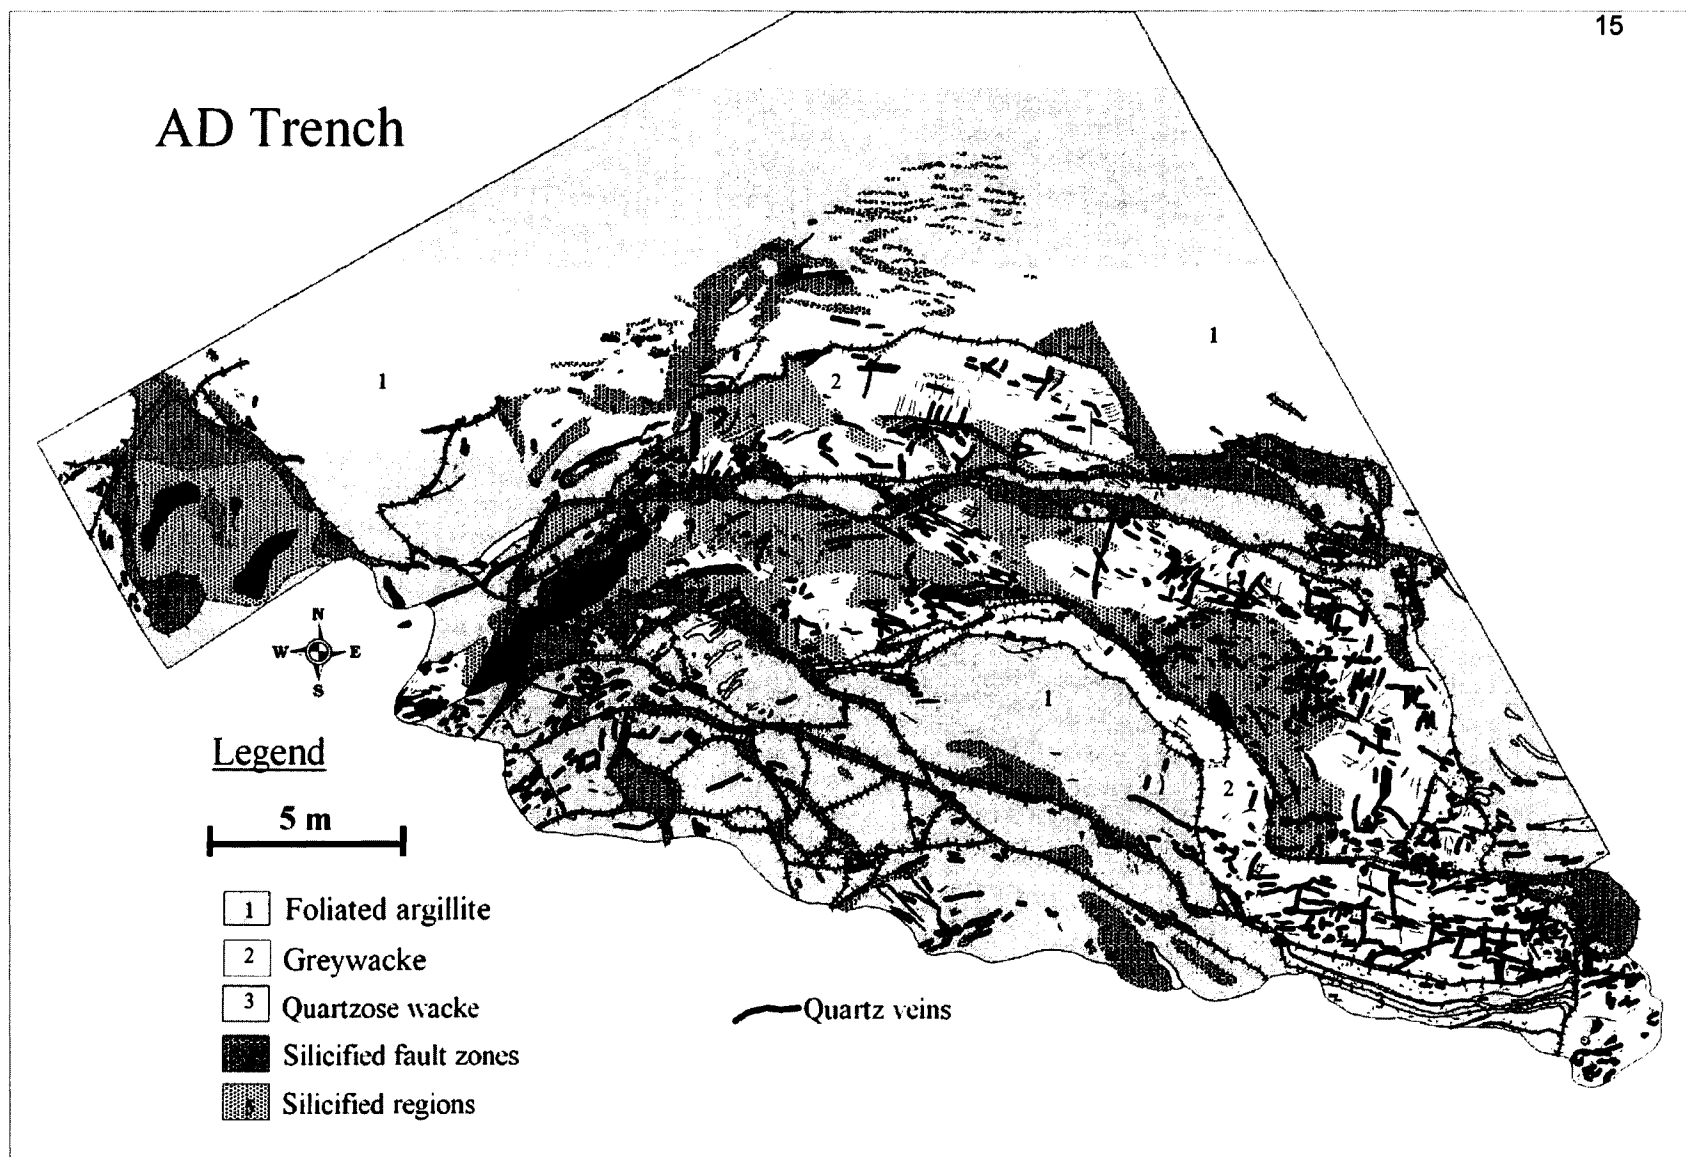 15
AD Trench
1
1
2
N
W E
S
1
Legend
2
5 m
1 Foliated argillite
2 Greywacke
3 Quartzose wacke
Quartz veins
3
Silicified fault zones
Silicified regions